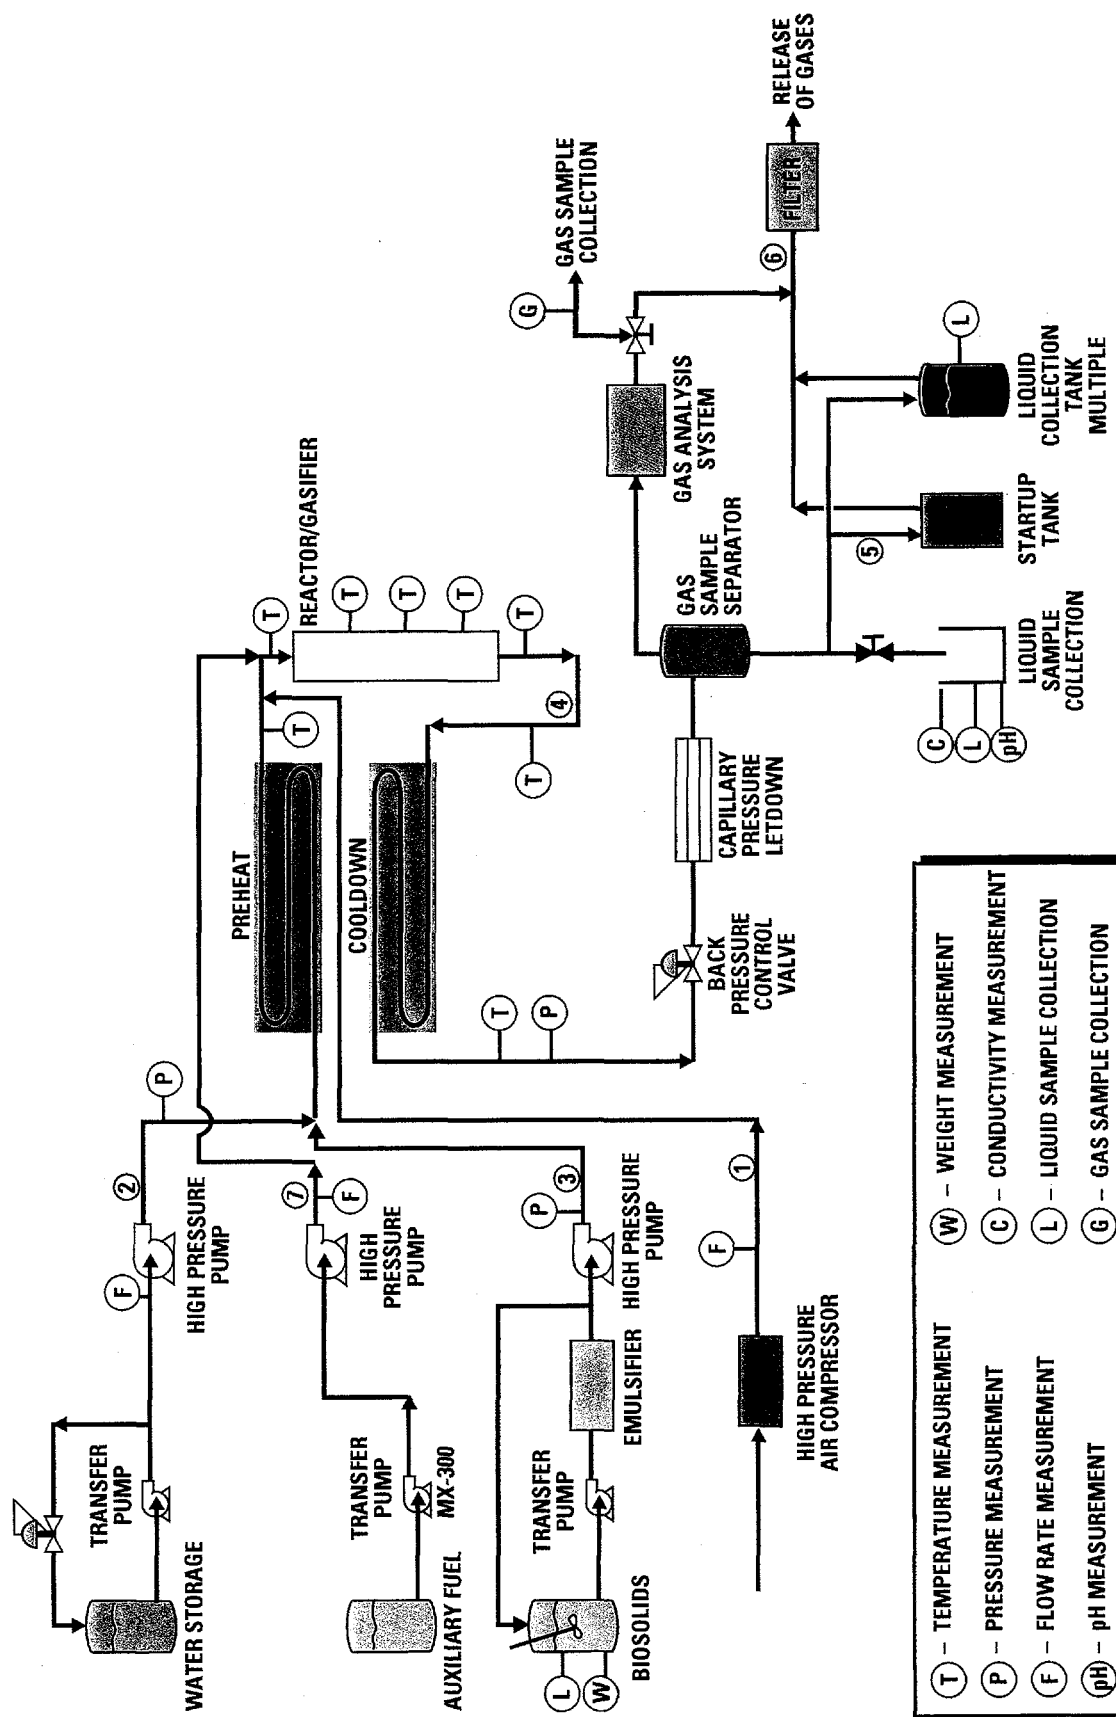 WATER STORAGE
TRANSFER
PUMP
F
HIGH PRESSURE
PUMP
2
P
AUXILIARY FUEL
TRANSFER
PUMP
MX-300
HIGH
PRESSURE
PUMP
7
F
BIOSOLIDS
L
W
TRANSFER
PUMP
EMULSIFIER
HIGH PRESSURE
PUMP
P
3
HIGH PRESSURE
AIR COMPRESSOR
F
1
PREHEAT
T
T
REACTOR/GASIFIER
T
T
T
T
4
T
COOLDOWN
T
P
BACK
PRESSURE
CONTROL
VALVE
CAPILLARY
PRESSURE
LETDOWN
GAS
SAMPLE
SEPARATOR
GAS ANALYSIS
SYSTEM
G
GAS SAMPLE
COLLECTION
6
FILTER
RELEASE
OF GASES
C
L
pH
LIQUID
SAMPLE
COLLECTION
5
STARTUP
TANK
L
LIQUID
COLLECTION
TANK
MULTIPLE
T – TEMPERATURE MEASUREMENT
P – PRESSURE MEASUREMENT
F – FLOW RATE MEASUREMENT
pH – pH MEASUREMENT
W – WEIGHT MEASUREMENT
C – CONDUCTIVITY MEASUREMENT
L – LIQUID SAMPLE COLLECTION
G – GAS SAMPLE COLLECTION